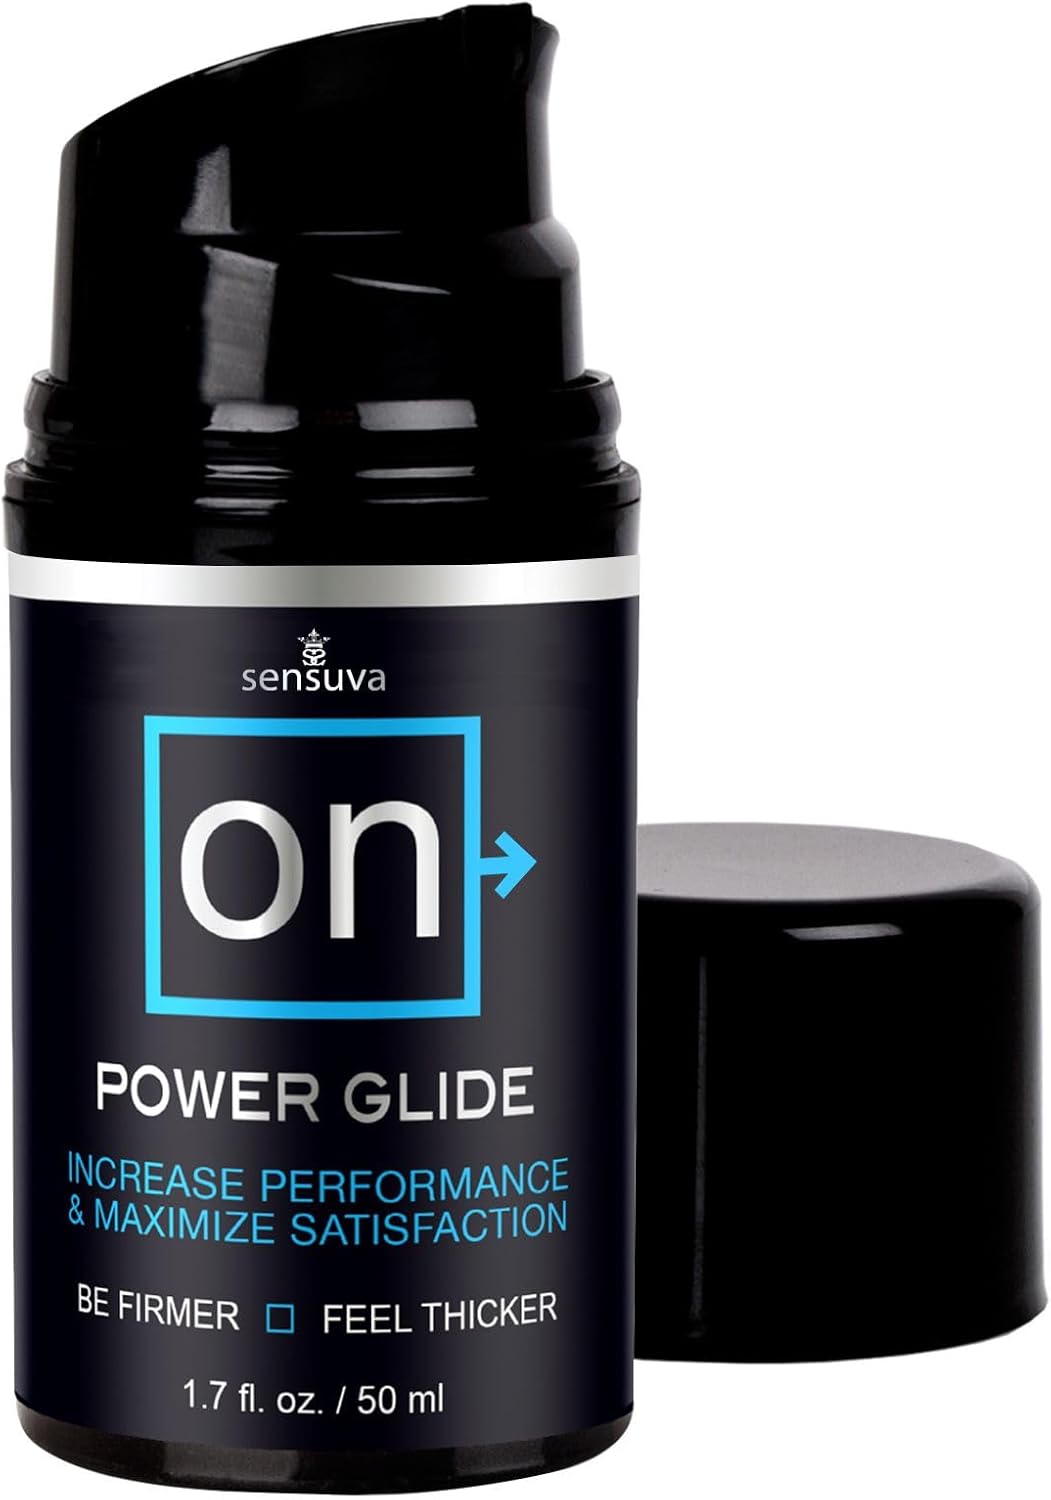 sensuva
on
POWER GLIDE
INCREASE PERFORMANCE
& MAXIMIZE SATISFACTION
BE FIRMER FEEL THICKER
1.7 fl. oz. / 50 ml